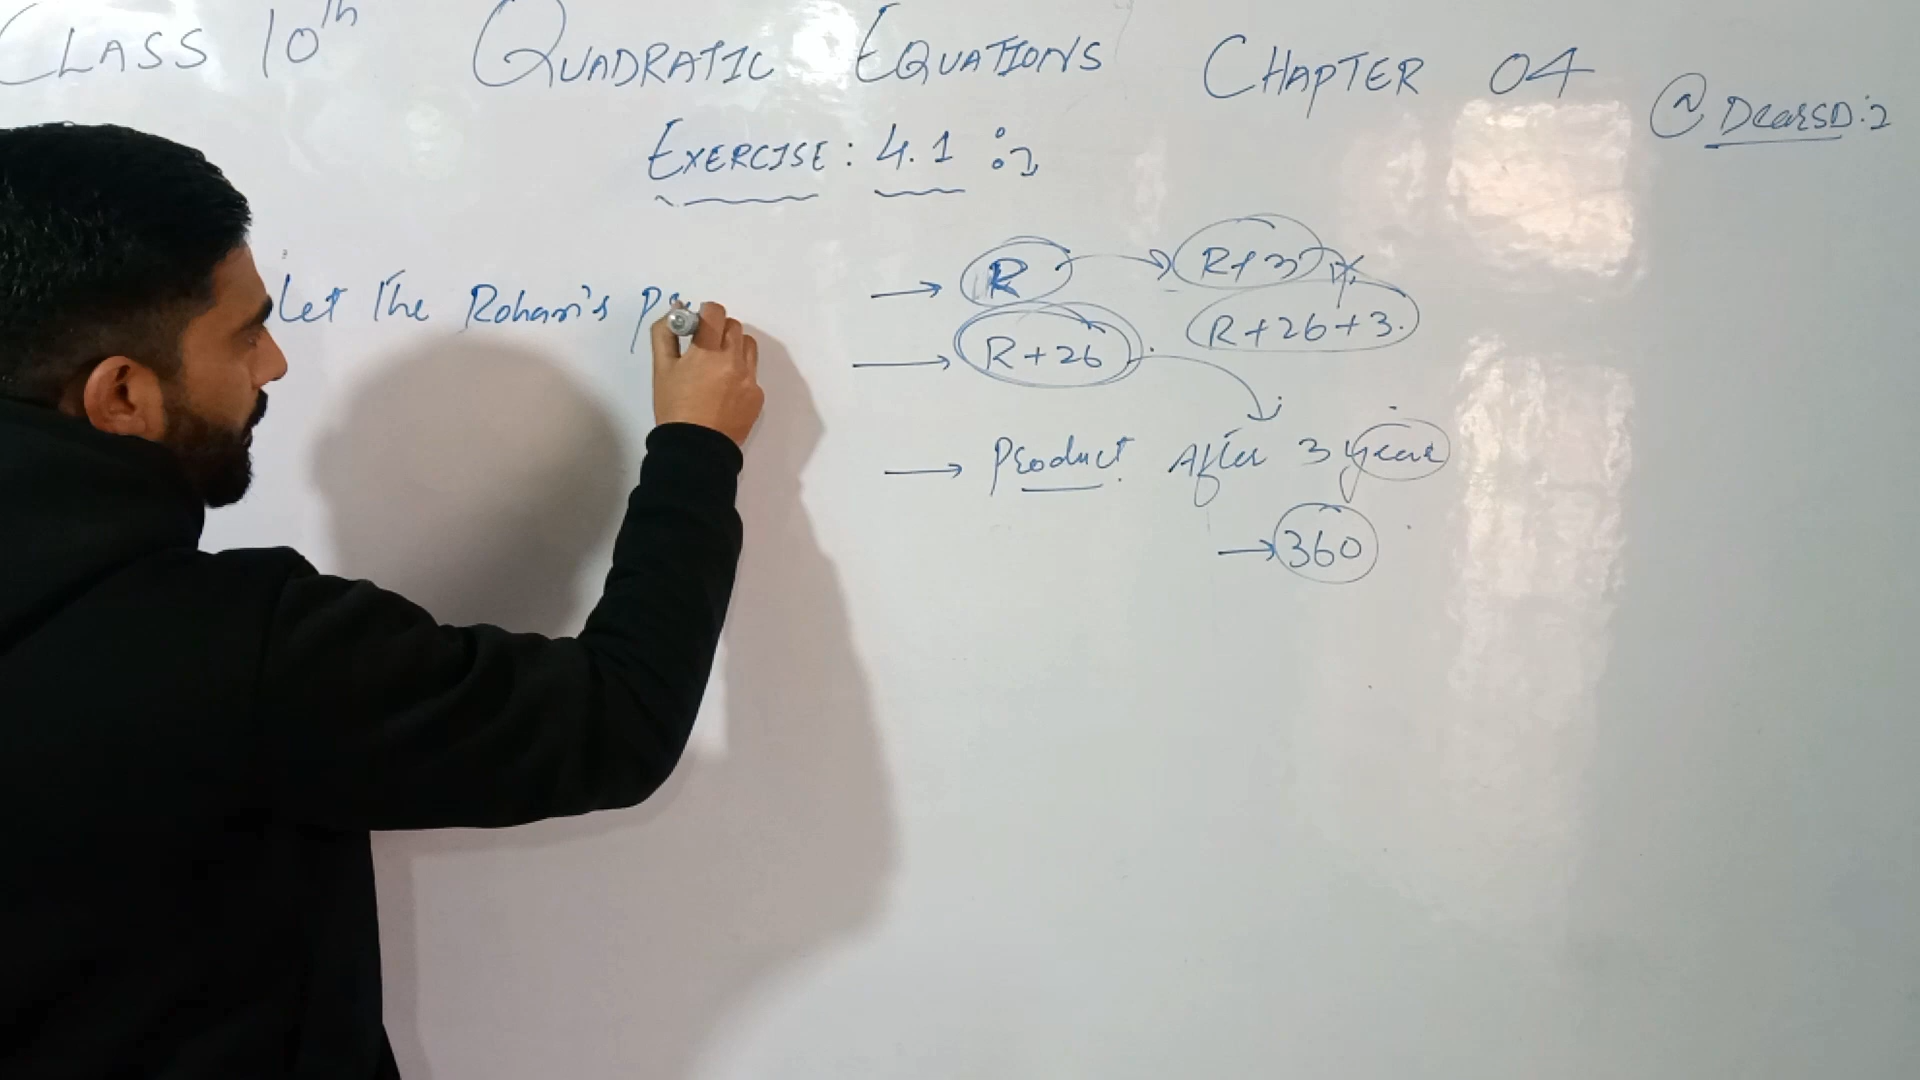 CLASS 10th QUADRATIC EQUATIONS CHAPTER 04
@DearSD:2
EXERCISE: 4.1
Let The Rohan's
→ R → R+3
→ R+26 R+26+3.
→ Product After 3 year
→ 360